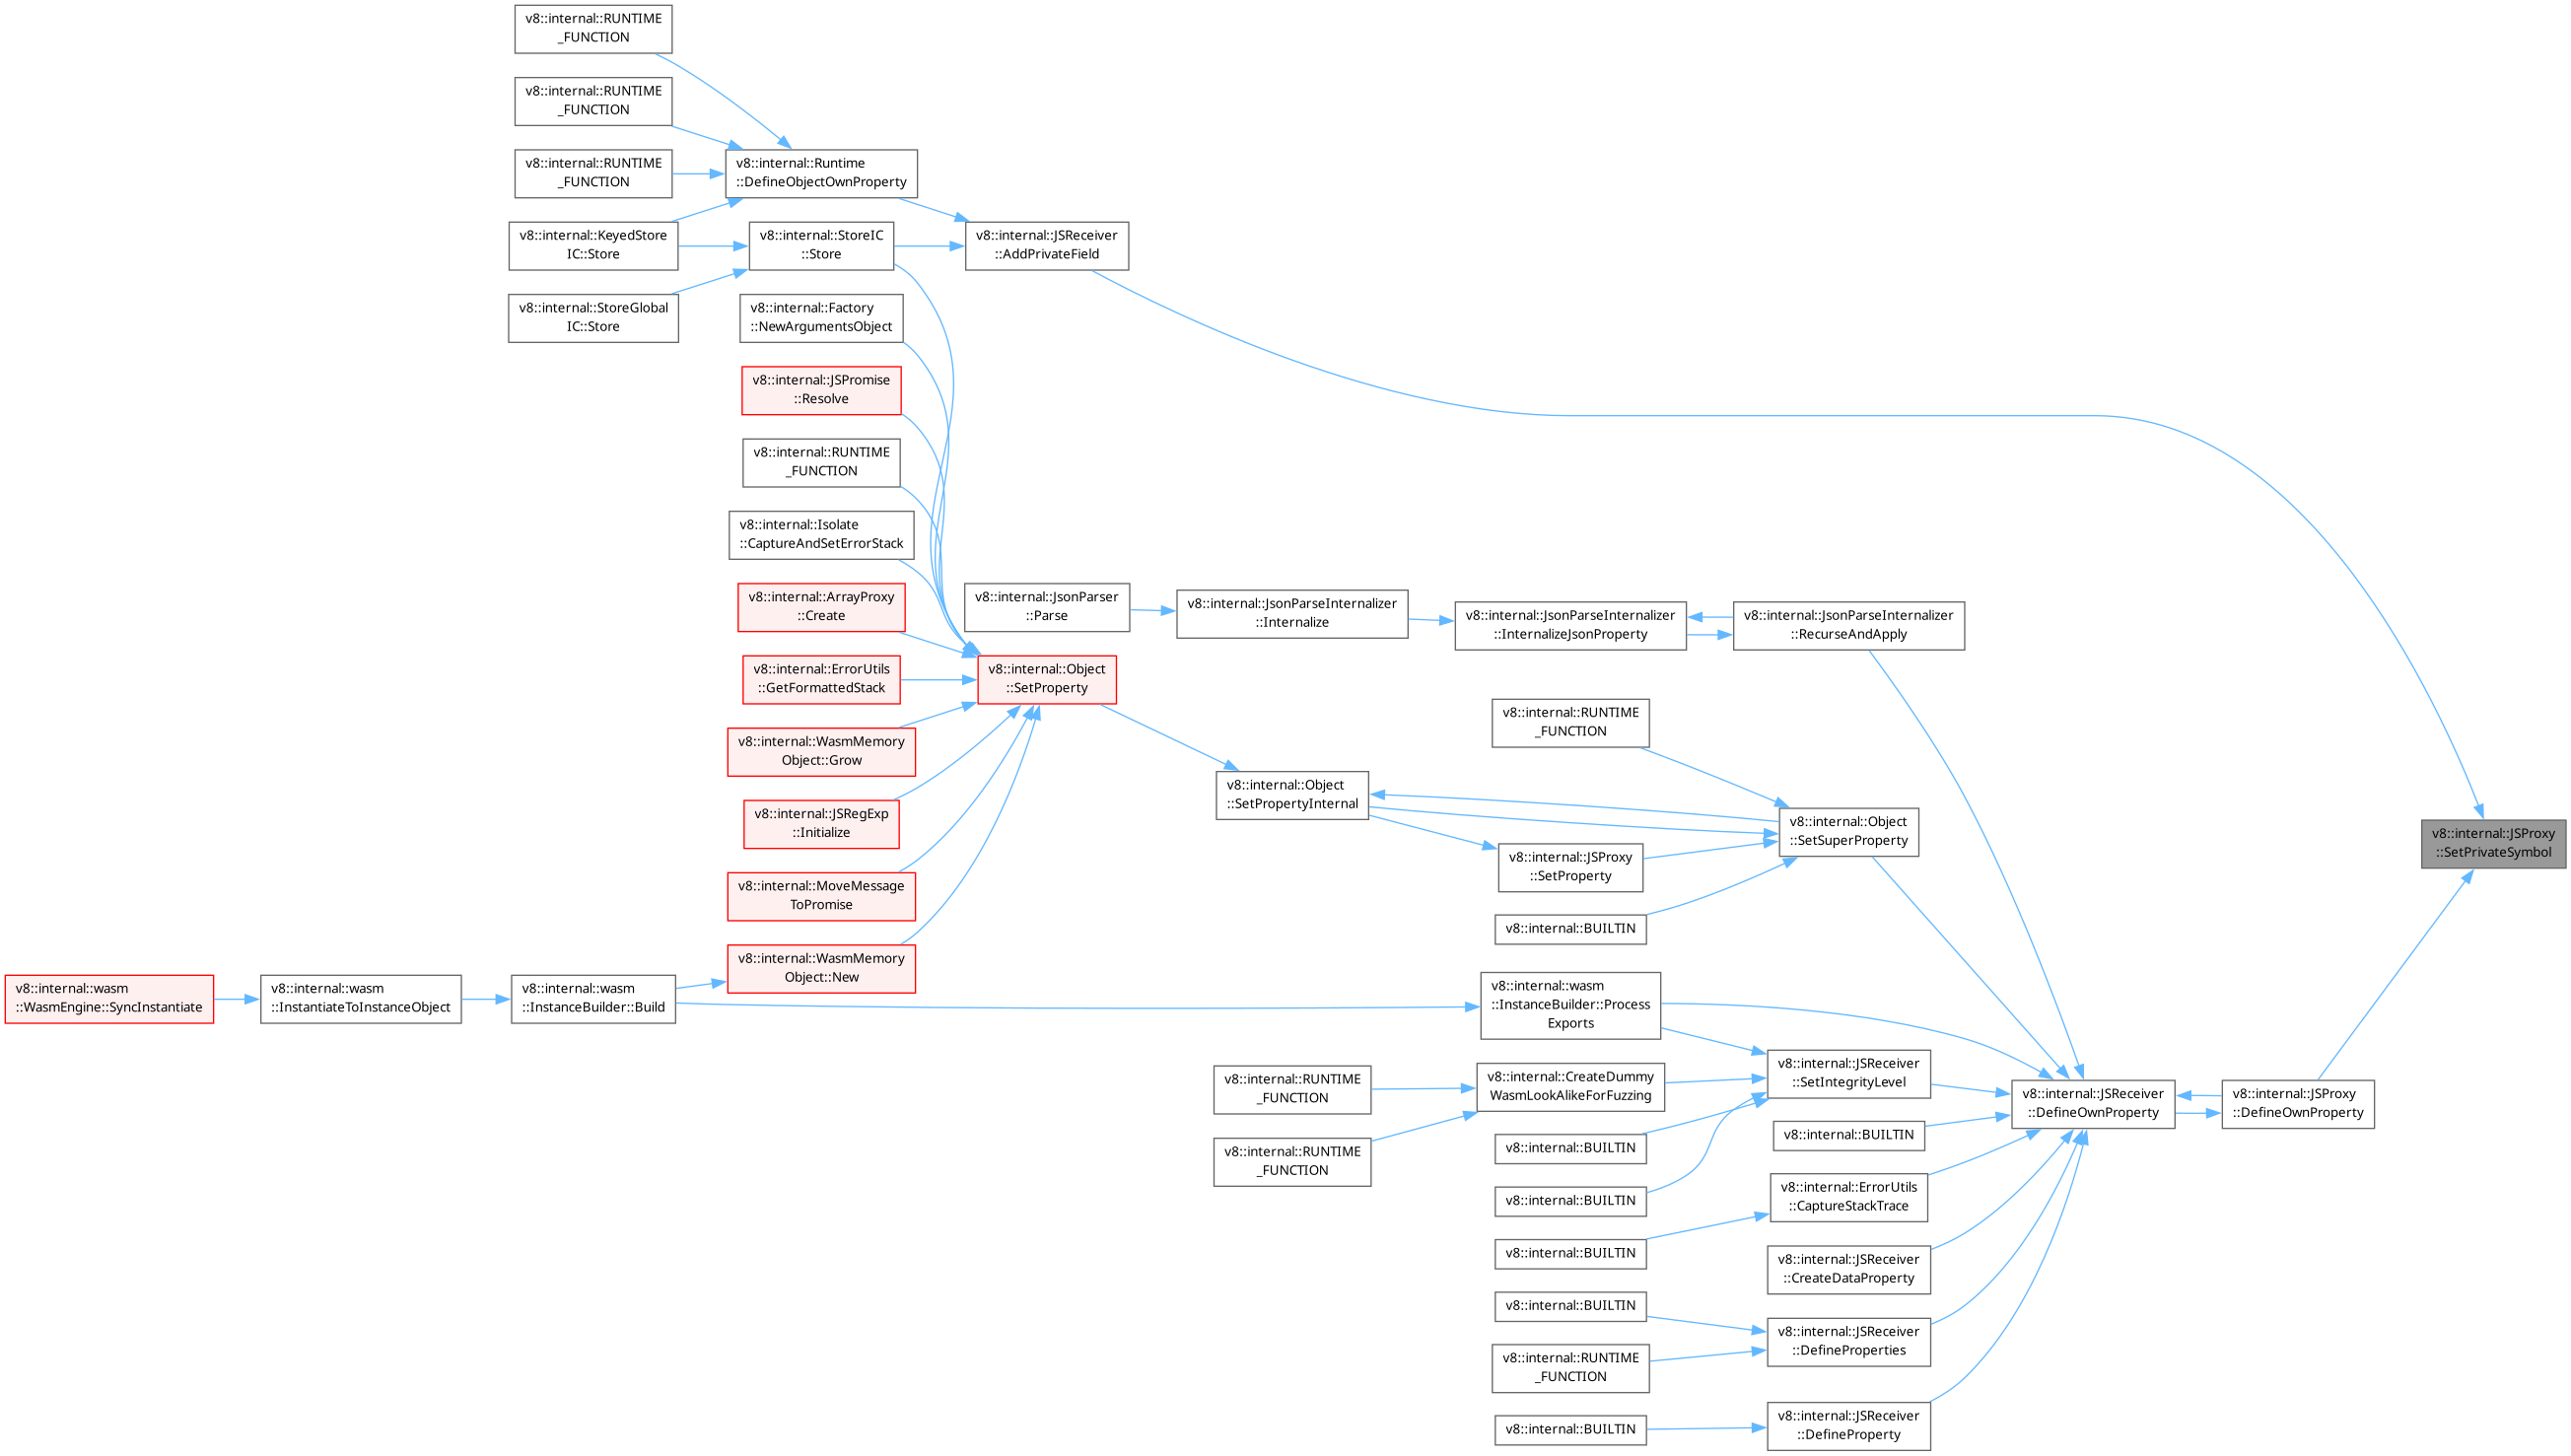 v8::internal::RUNTIME
_FUNCTION
v8::internal::RUNTIME
_FUNCTION
v8::internal::RUNTIME
_FUNCTION
v8::internal::Runtime
::DefineObjectOwnProperty
v8::internal::KeyedStore
IC::Store
v8::internal::StoreIC
::Store
v8::internal::JSReceiver
::AddPrivateField
v8::internal::StoreGlobal
IC::Store
v8::internal::Factory
::NewArgumentsObject
v8::internal::JSPromise
::Resolve
v8::internal::RUNTIME
_FUNCTION
v8::internal::Isolate
::CaptureAndSetErrorStack
v8::internal::ArrayProxy
::Create
v8::internal::JsonParser
::Parse
v8::internal::JsonParseInternalizer
::Internalize
v8::internal::JsonParseInternalizer
::InternalizeJsonProperty
v8::internal::JsonParseInternalizer
::RecurseAndApply
v8::internal::ErrorUtils
::GetFormattedStack
v8::internal::Object
::SetProperty
v8::internal::WasmMemory
Object::Grow
v8::internal::RUNTIME
_FUNCTION
v8::internal::JSRegExp
::Initialize
v8::internal::Object
::SetPropertyInternal
v8::internal::Object
::SetSuperProperty
v8::internal::JSProxy
::SetPrivateSymbol
v8::internal::MoveMessage
ToPromise
v8::internal::JSProxy
::SetProperty
v8::internal::BUILTIN
v8::internal::WasmMemory
Object::New
v8::internal::wasm
::WasmEngine::SyncInstantiate
v8::internal::wasm
::InstantiateToInstanceObject
v8::internal::wasm
::InstanceBuilder::Build
v8::internal::wasm
::InstanceBuilder::Process
Exports
v8::internal::RUNTIME
_FUNCTION
v8::internal::CreateDummy
WasmLookAlikeForFuzzing
v8::internal::JSReceiver
::SetIntegrityLevel
v8::internal::JSReceiver
::DefineOwnProperty
v8::internal::JSProxy
::DefineOwnProperty
v8::internal::RUNTIME
_FUNCTION
v8::internal::BUILTIN
v8::internal::BUILTIN
v8::internal::BUILTIN
v8::internal::ErrorUtils
::CaptureStackTrace
v8::internal::BUILTIN
v8::internal::JSReceiver
::CreateDataProperty
v8::internal::BUILTIN
v8::internal::JSReceiver
::DefineProperties
v8::internal::RUNTIME
_FUNCTION
v8::internal::BUILTIN
v8::internal::JSReceiver
::DefineProperty